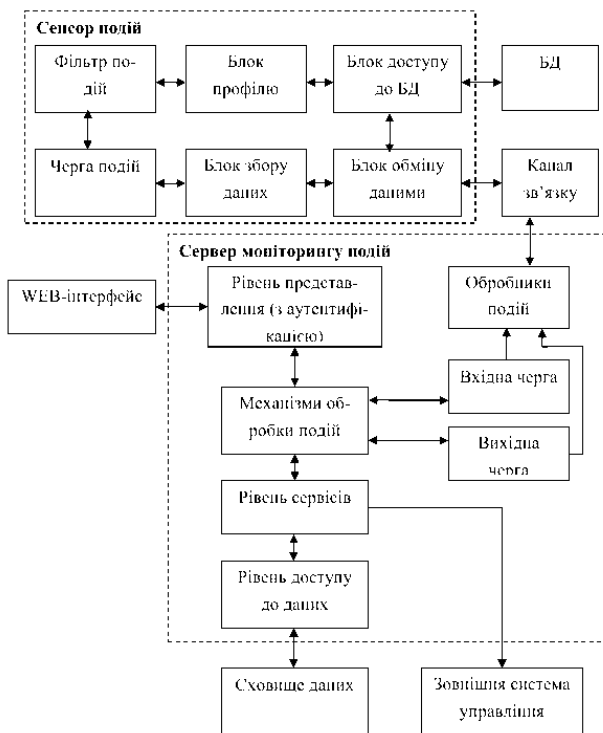 Сенсор подій
Фільтр по-
дій
Блок
профілю
Блок доступу
до БД
БД
Черга подій
Блок збору
даних
Блок обміну
даними
Канал
зв’язку
Сервер моніторингу подій
WEB-інтерфейс
Рівень представ-
лення (з аутентифі-
кацією)
Обробники
подій
Вхідна черга
Механізми об-
робки подій
Вихідна
черга
Рівень сервісів
Рівень доступу
до даних
Сховище даних
Зовнішня система
управління